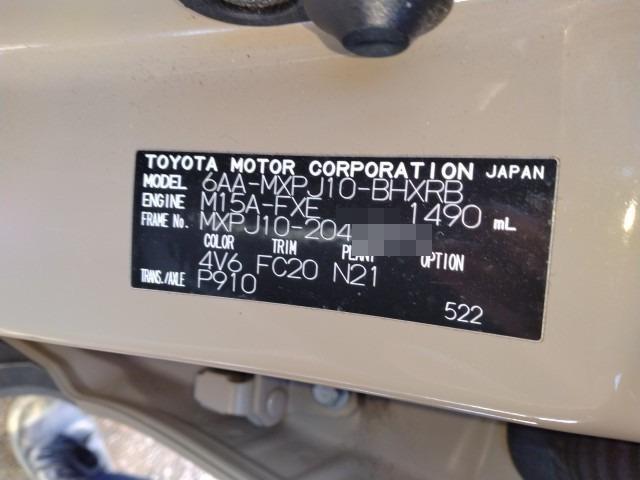 TOYOTA MOTOR CORPORATION JAPAN
MODEL 6AA-MXPJ10-BHXRB
ENGINE M15A-FXE 1490 mL
FRAME No. MXPJ10-204
COLOR TRIM PLANT OPTION
4V6 FC20 N21
TRANS./AXLE P910
522